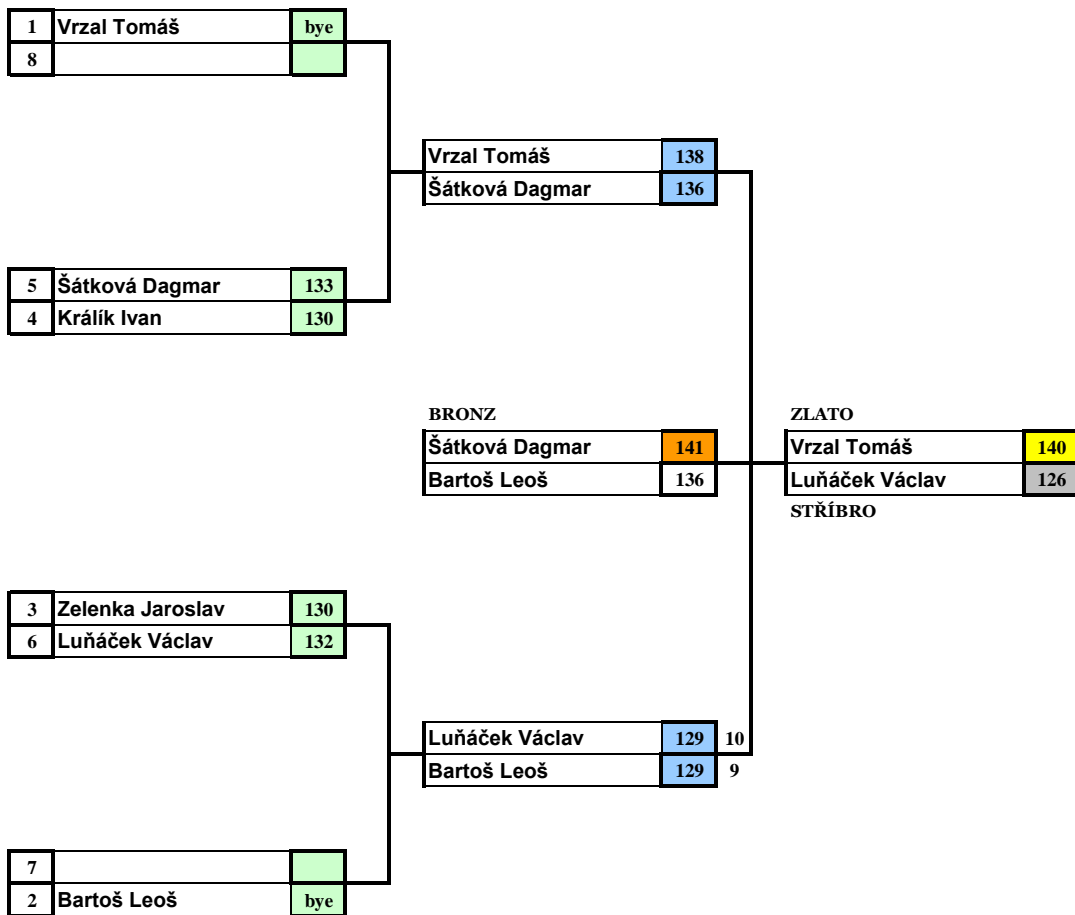 1 Vrzal Tomáš bye
8
Vrzal Tomáš 138
Šátková Dagmar 136
5 Šátková Dagmar 133
4 Králík Ivan 130
BRONZ
Šátková Dagmar 141
Bartoš Leoš 136
ZLATO
Vrzal Tomáš 140
Luňáček Václav 126
STŘÍBRO
3 Zelenka Jaroslav 130
6 Luňáček Václav 132
Luňáček Václav 129 10
Bartoš Leoš 129 9
7
2 Bartoš Leoš bye